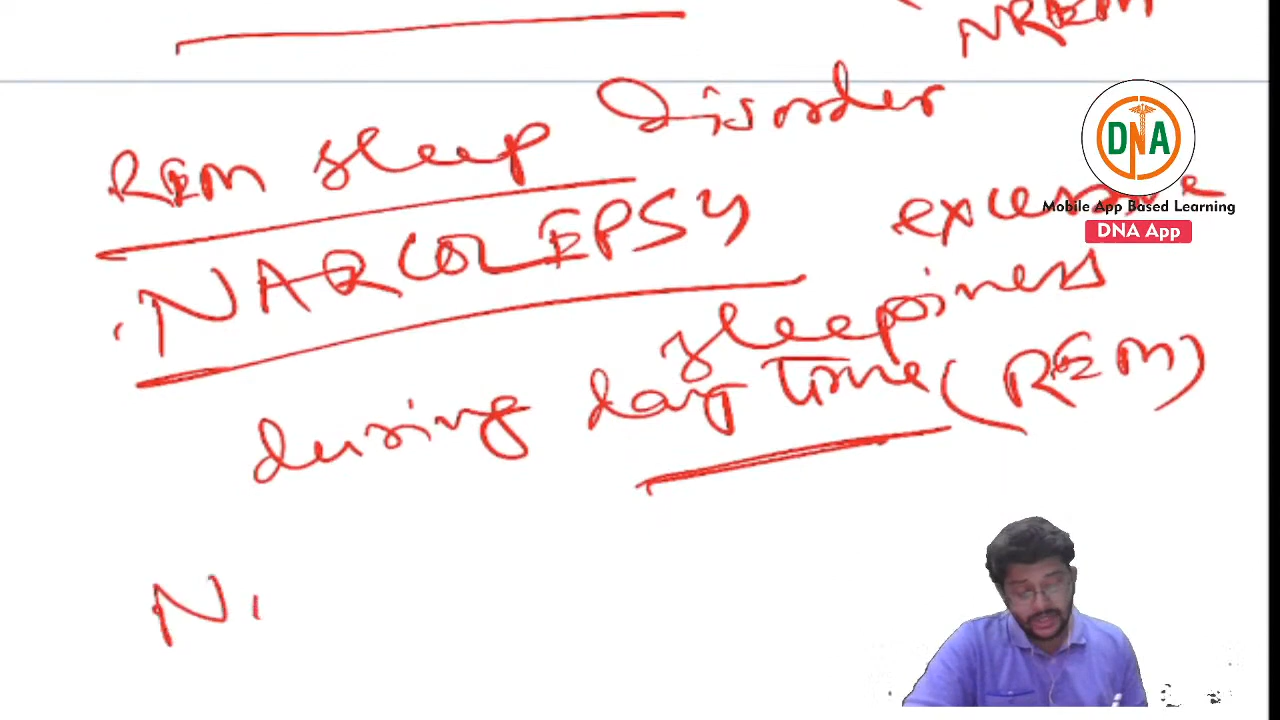 NREM
REM sleep Disorder
NARCOLEPSY excessive
sleepiness
during day time (REM)
N
DNA
Mobile App Based Learning
DNA App